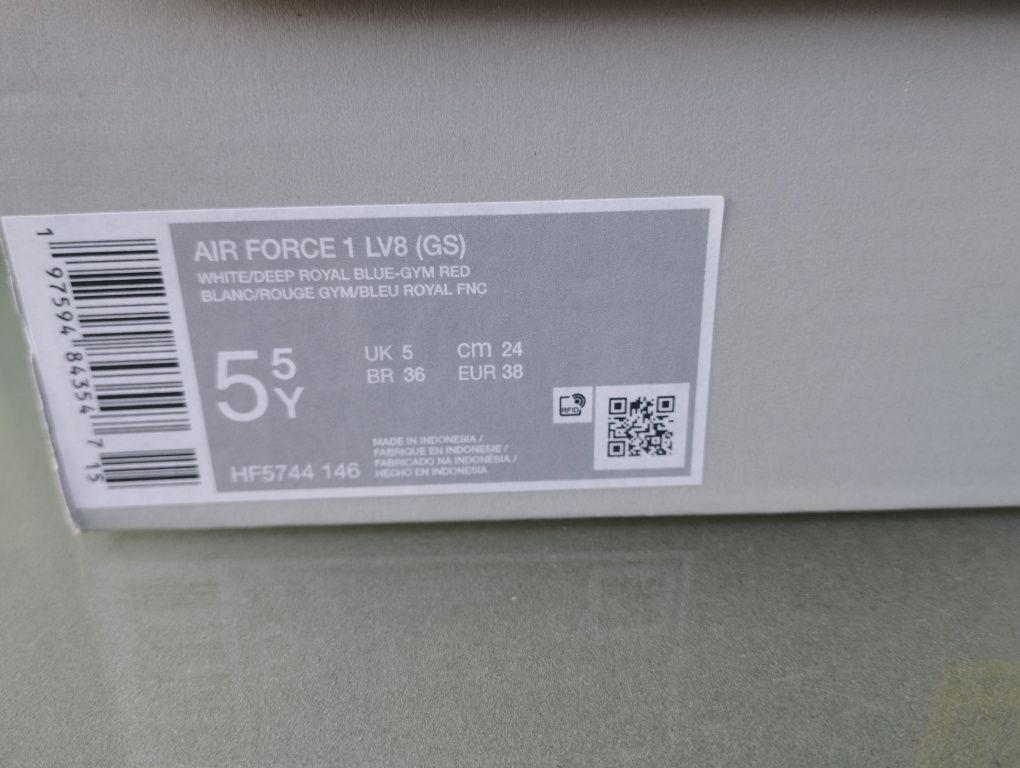 AIR FORCE 1 LV8 (GS)
WHITE/DEEP ROYAL BLUE-GYM RED
BLANC/ROUGE GYM/BLEU ROYAL FNC
5 5 Y
UK 5 cm 24
BR 36 EUR 38
RFID
MADE IN INDONESIA /
FABRIQUE EN INDONESIE /
FABRICADO NA INDONÉSIA /
HECHO EN INDONESIA
HF5744 146
1 97594 84354 7 15